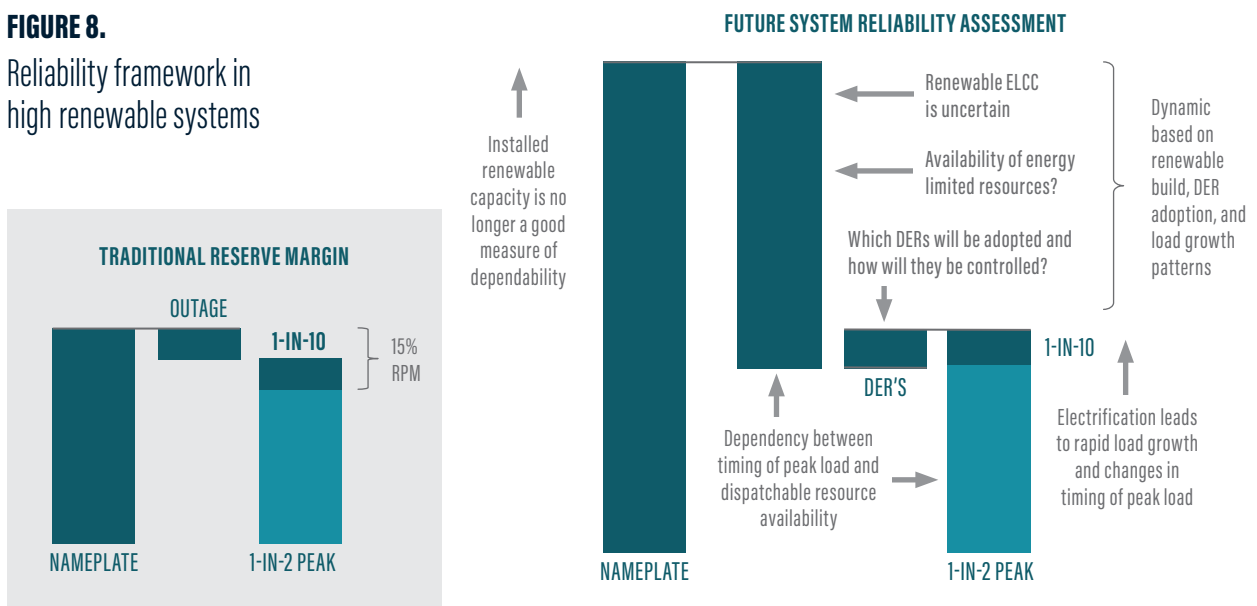 FIGURE 8.
Reliability framework in
high renewable systems
TRADITIONAL RESERVE MARGIN
OUTAGE
1-IN-10
15%
RPM
NAMEPLATE
1-IN-2 PEAK
FUTURE SYSTEM RELIABILITY ASSESSMENT
Installed
renewable
capacity is no
longer a good
measure of
dependability
Renewable ELCC
is uncertain
Availability of energy
limited resources?
Which DERs will be adopted and
how will they be controlled?
Dynamic
based on
renewable
build, DER
adoption, and
load growth
patterns
DER'S
1-IN-10
Dependency between
timing of peak load and
dispatchable resource
availability
Electrification leads
to rapid load growth
and changes in
timing of peak load
NAMEPLATE
1-IN-2 PEAK